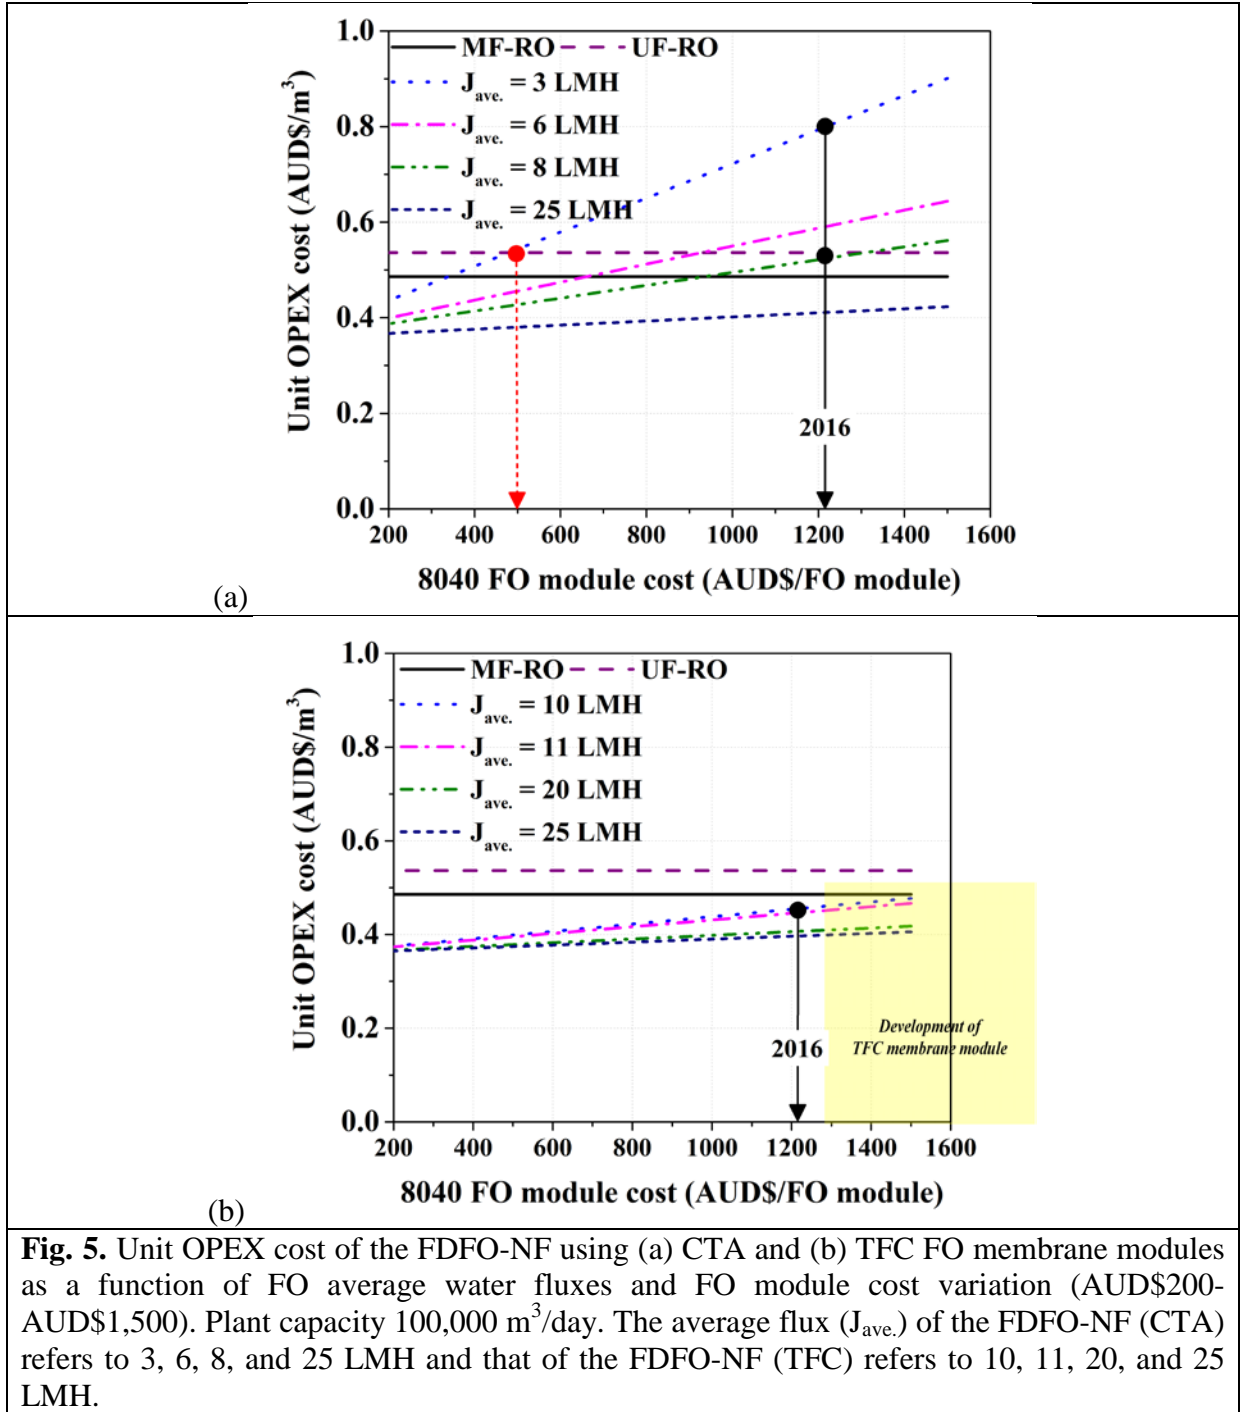 1.0
MF-RO UF-RO
J ave. = 3 LMH
0.8
J ave. = 6 LMH
J ave. = 8 LMH
0.6
J ave. = 25 LMH
0.4
0.2
2016
0.0
200 400 600 800 1000 1200 1400 1600
Unit OPEX cost (AUD$/m³)
8040 FO module cost (AUD$/FO module)
(a)
1.0
MF-RO UF-RO
J ave. = 10 LMH
0.8
J ave. = 11 LMH
J ave. = 20 LMH
0.6
J ave. = 25 LMH
0.4
0.2
Development of
TFC membrane module
2016
0.0
200 400 600 800 1000 1200 1400 1600
Unit OPEX cost (AUD$/m³)
8040 FO module cost (AUD$/FO module)
(b)
Fig. 5. Unit OPEX cost of the FDFO-NF using (a) CTA and (b) TFC FO membrane modules
as a function of FO average water fluxes and FO module cost variation (AUD$200-
AUD$1,500). Plant capacity 100,000 m³/day. The average flux (Jave.) of the FDFO-NF (CTA)
refers to 3, 6, 8, and 25 LMH and that of the FDFO-NF (TFC) refers to 10, 11, 20, and 25
LMH.